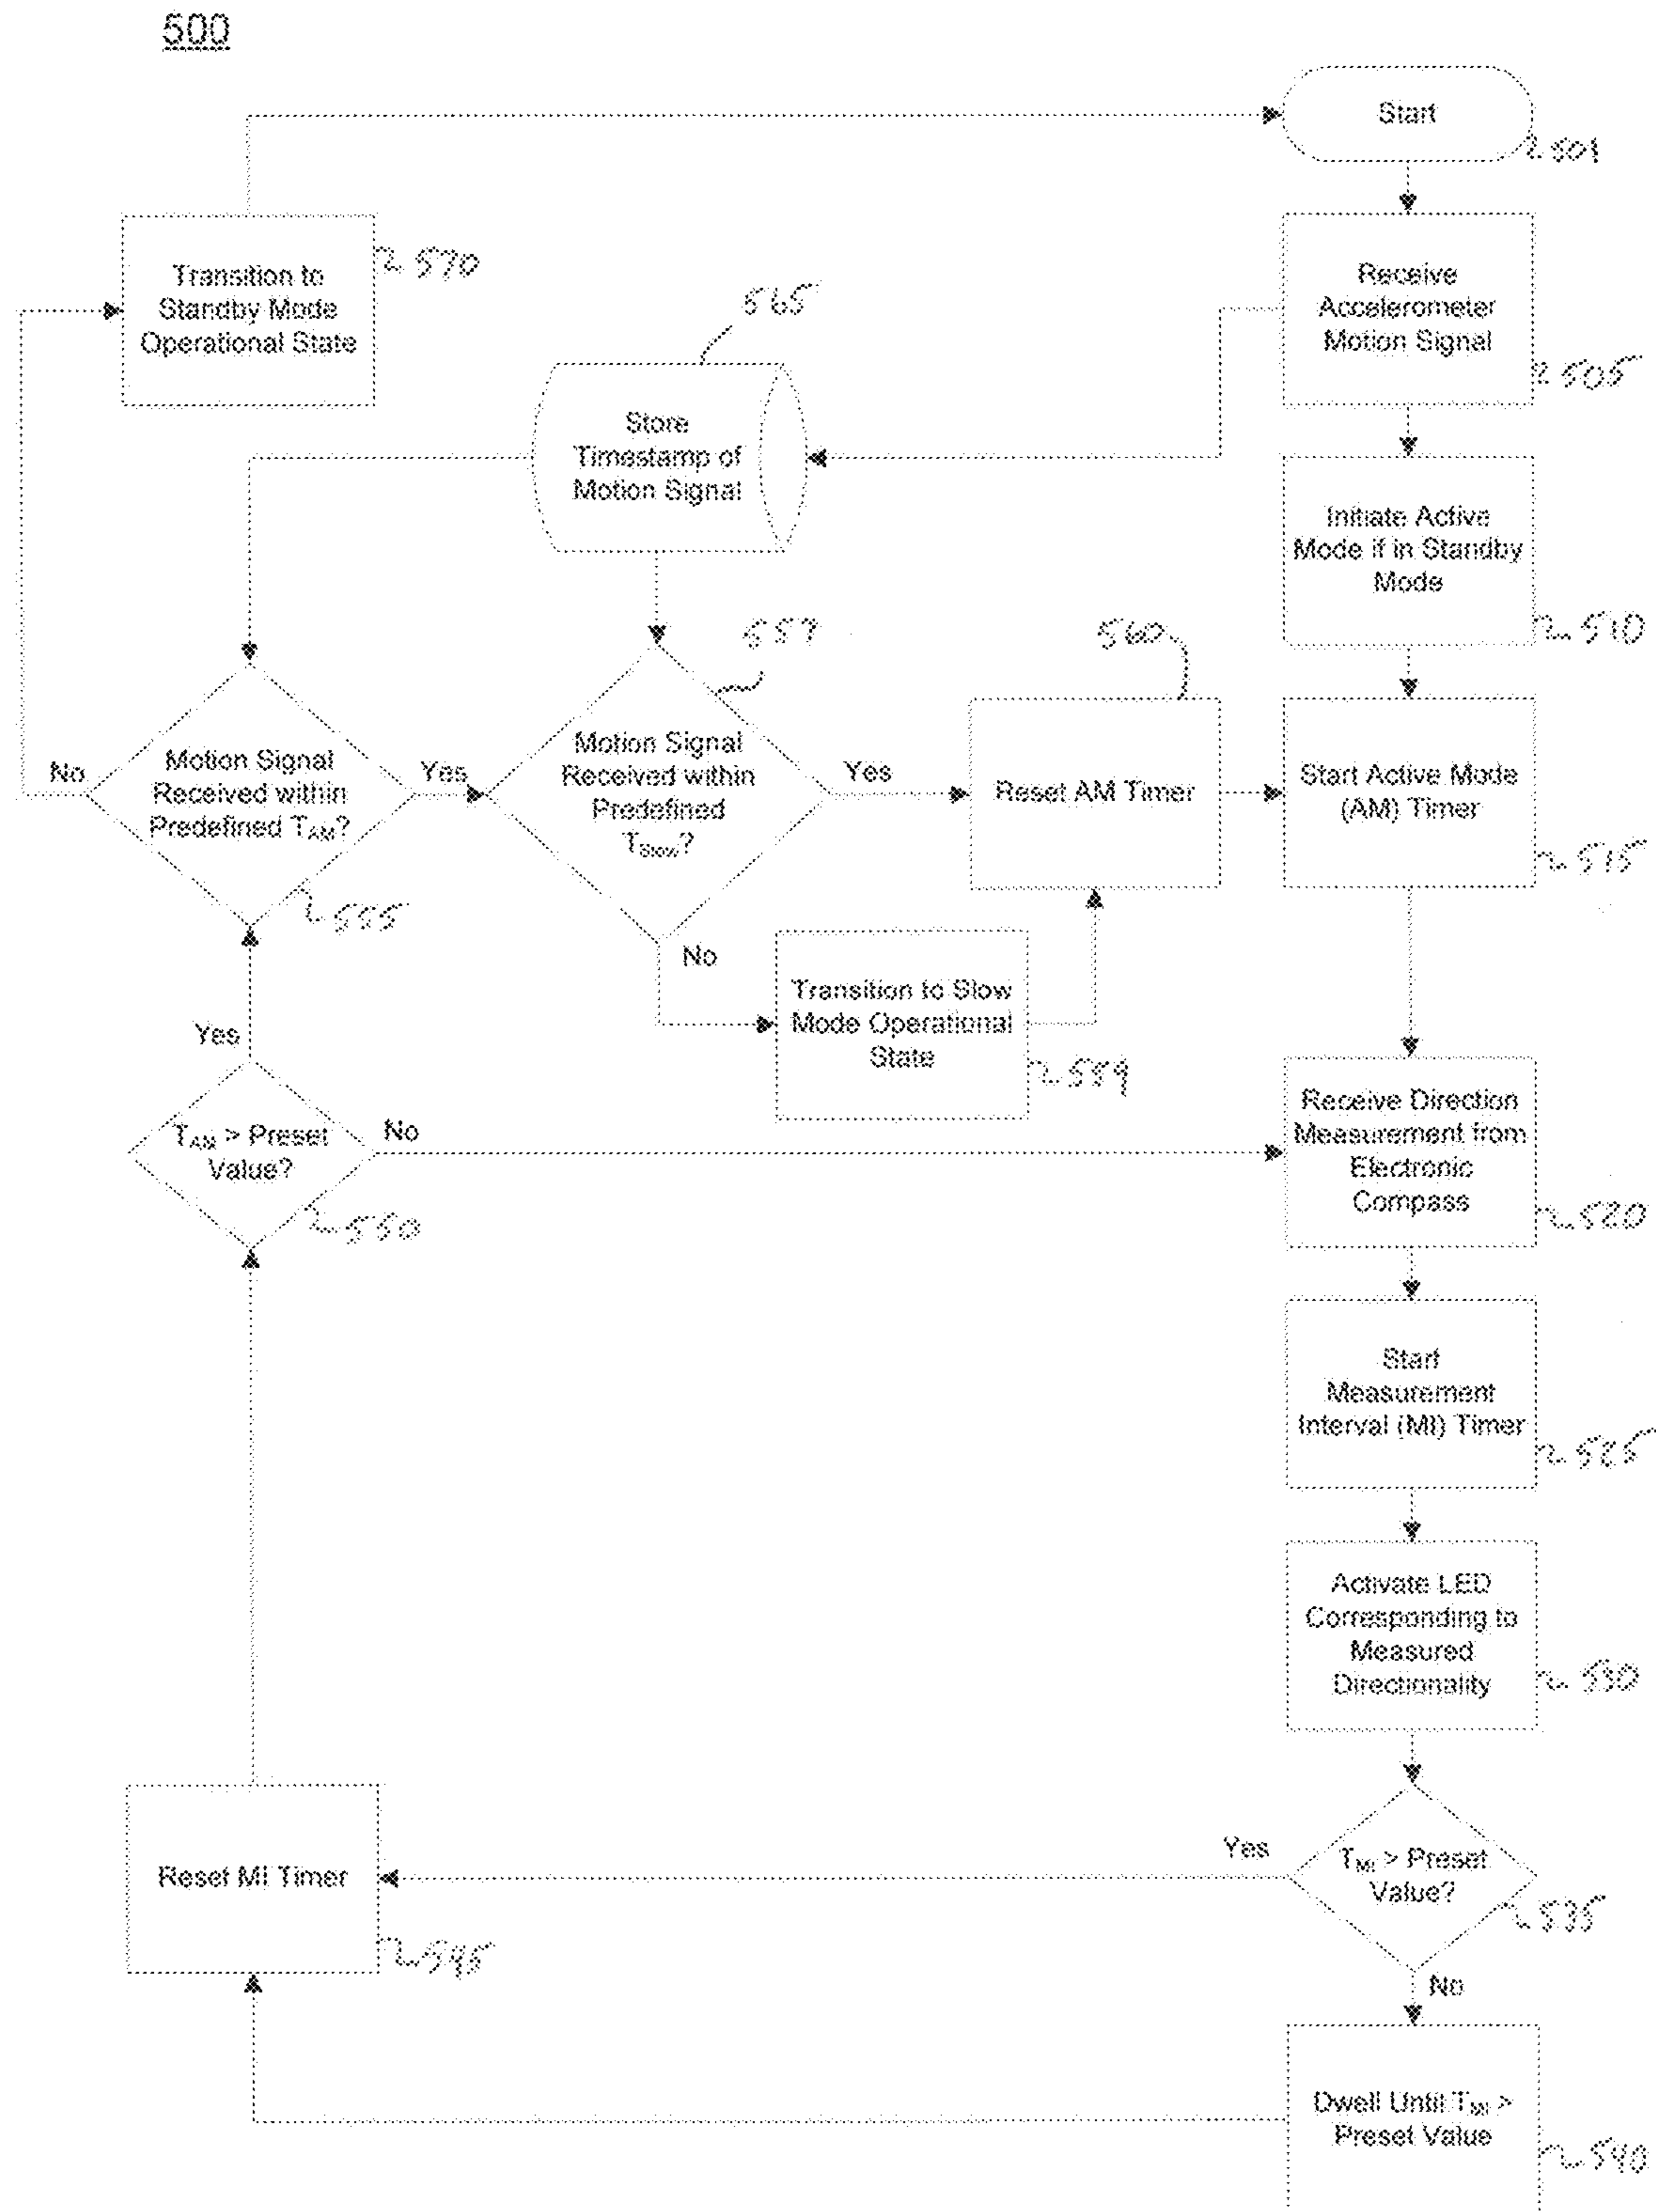 500
Start
501
Transition to
Standby Mode
Operational State
570
Receive
Accelerometer
Motion Signal
505
565
Store
Timestamp of
Motion Signal
Initiate Active
Mode if in Standby
Mode
510
557
560
No
Motion Signal
Received within
Predefined TAM?
555
Yes
Motion Signal
Received within
Predefined
TSlow?
Yes
Reset AM Timer
Start Active Mode
(AM) Timer
515
No
Transition to Slow
Mode Operational
State
559
Yes
TAM > Preset
Value?
550
No
Receive Direction
Measurement from
Electronic
Compass
520
Start
Measurement
Interval (MI) Timer
525
Activate LED
Corresponding to
Measured
Directionality
530
Reset MI Timer
545
Yes
TMI > Preset
Value?
535
No
Dwell Until TMI >
Preset Value
540